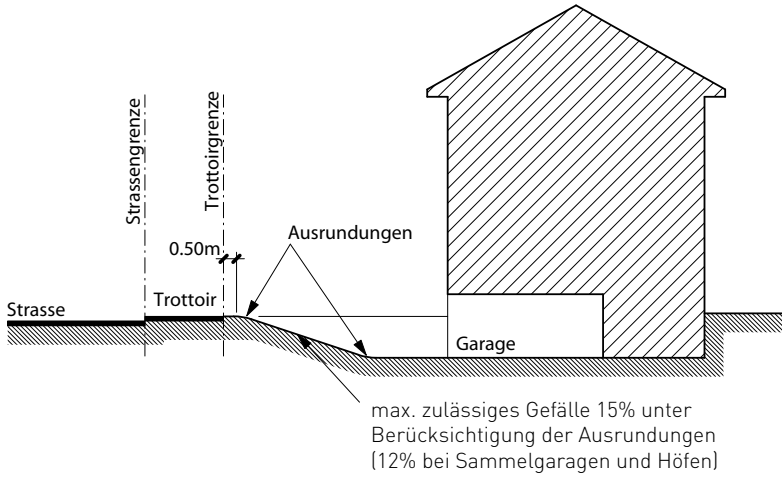 Strassengrenze
Trottoirgrenze
Ausrundungen
0.50m
Strasse
Trottoir
Garage
max. zulässiges Gefälle 15% unter
Berücksichtigung der Ausrundungen
(12% bei Sammelgaragen und Höfen)